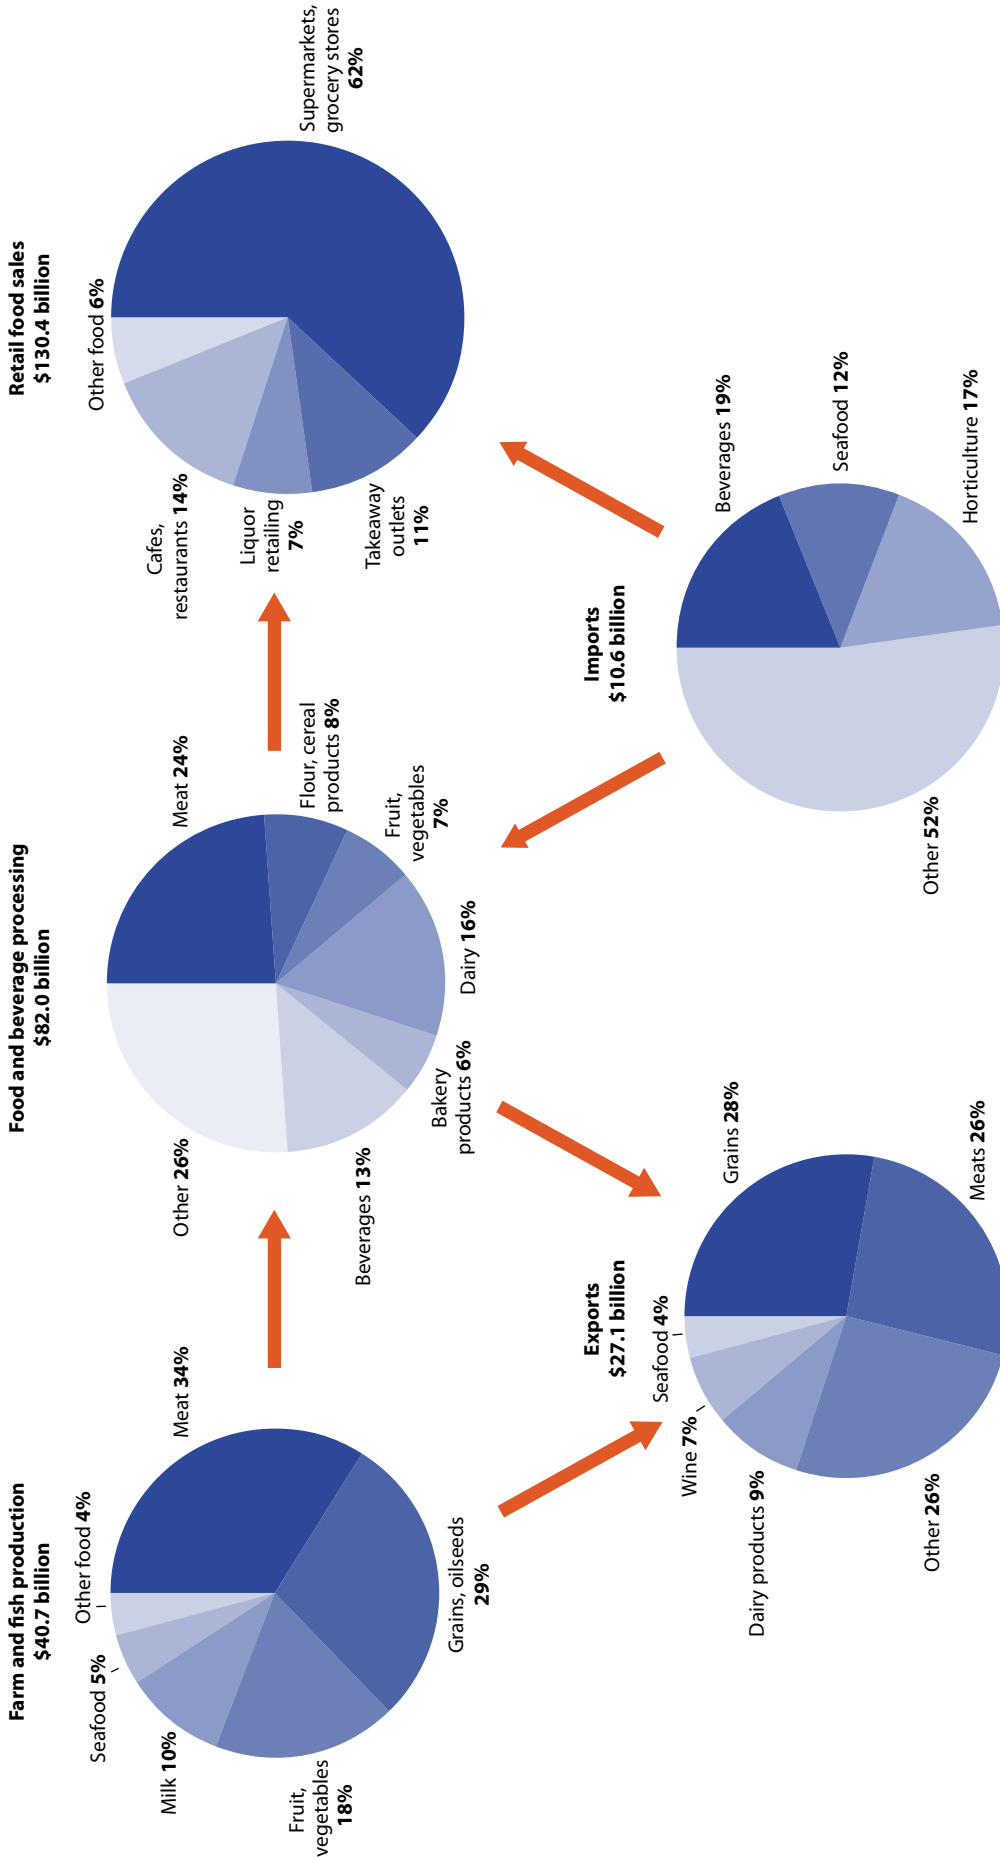 Farm and fish production
$40.7 billion
Other food 4%
Meat 34%
Seafood 5%
Milk 10%
Fruit,
vegetables
18%
Grains, oilseeds
29%
Food and beverage processing
$82.0 billion
Meat 24%
Other 26%
Flour, cereal
products 8%
Beverages 13%
Fruit,
vegetables
7%
Bakery
products 6%
Dairy 16%
Retail food sales
$130.4 billion
Other food 6%
Cafes,
restaurants 14%
Liquor
retailing
7%
Supermarkets,
grocery stores
62%
Takeaway
outlets
11%
Exports
$27.1 billion
Seafood 4%
Wine 7%
Grains 28%
Dairy products 9%
Other 26%
Meats 26%
Imports
$10.6 billion
Beverages 19%
Seafood 12%
Other 52%
Horticulture 17%